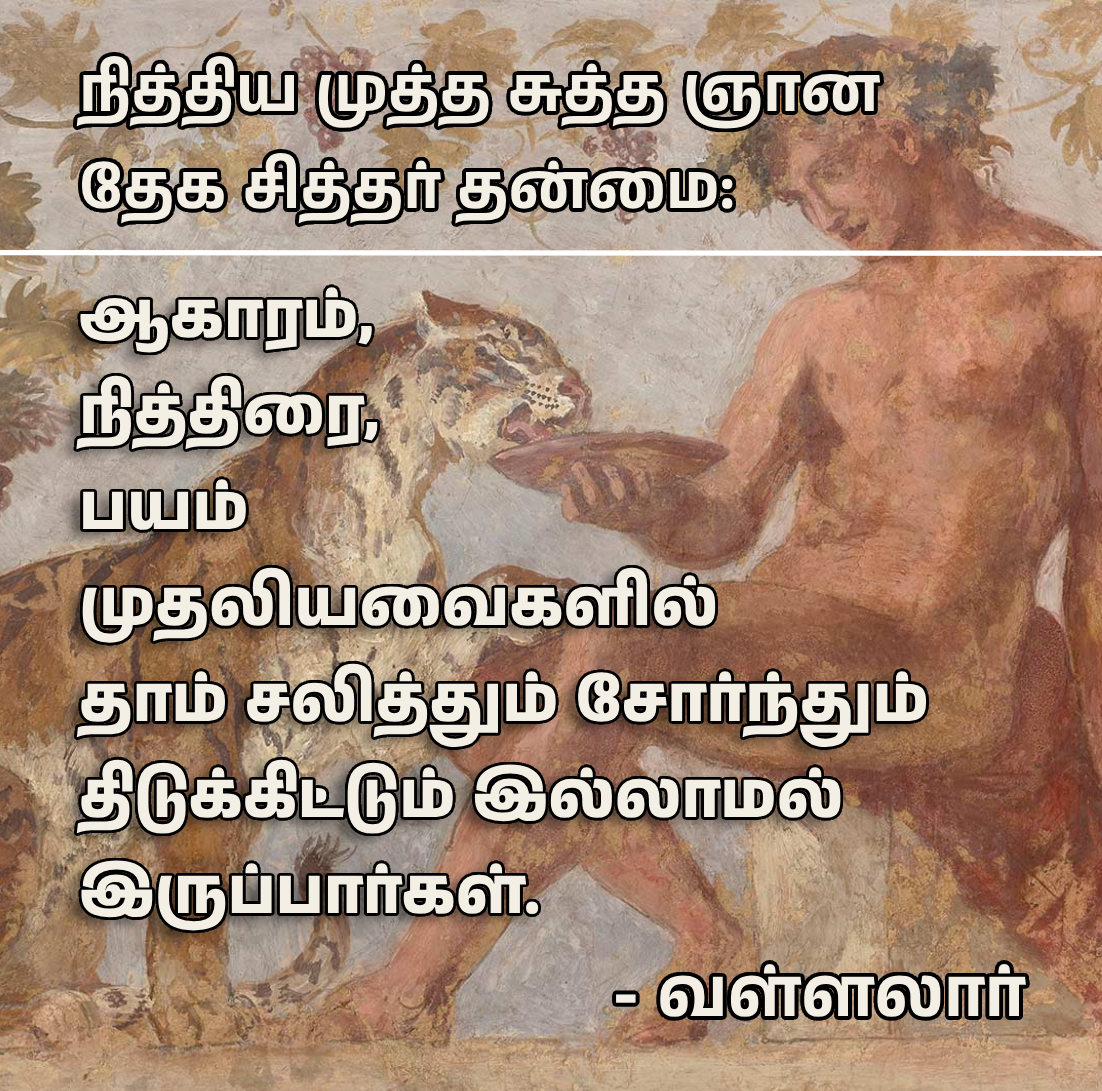 நித்திய முத்த சுத்த ஞான
தேக சித்தர் தன்மை:
ஆகாரம்,
நித்திரை,
பயம்
முதலியவைகளில்
தாம் சலித்தும் சோர்ந்தும்
திடுக்கிட்டும் இல்லாமல்
இருப்பார்கள்.
- வள்ளலார்